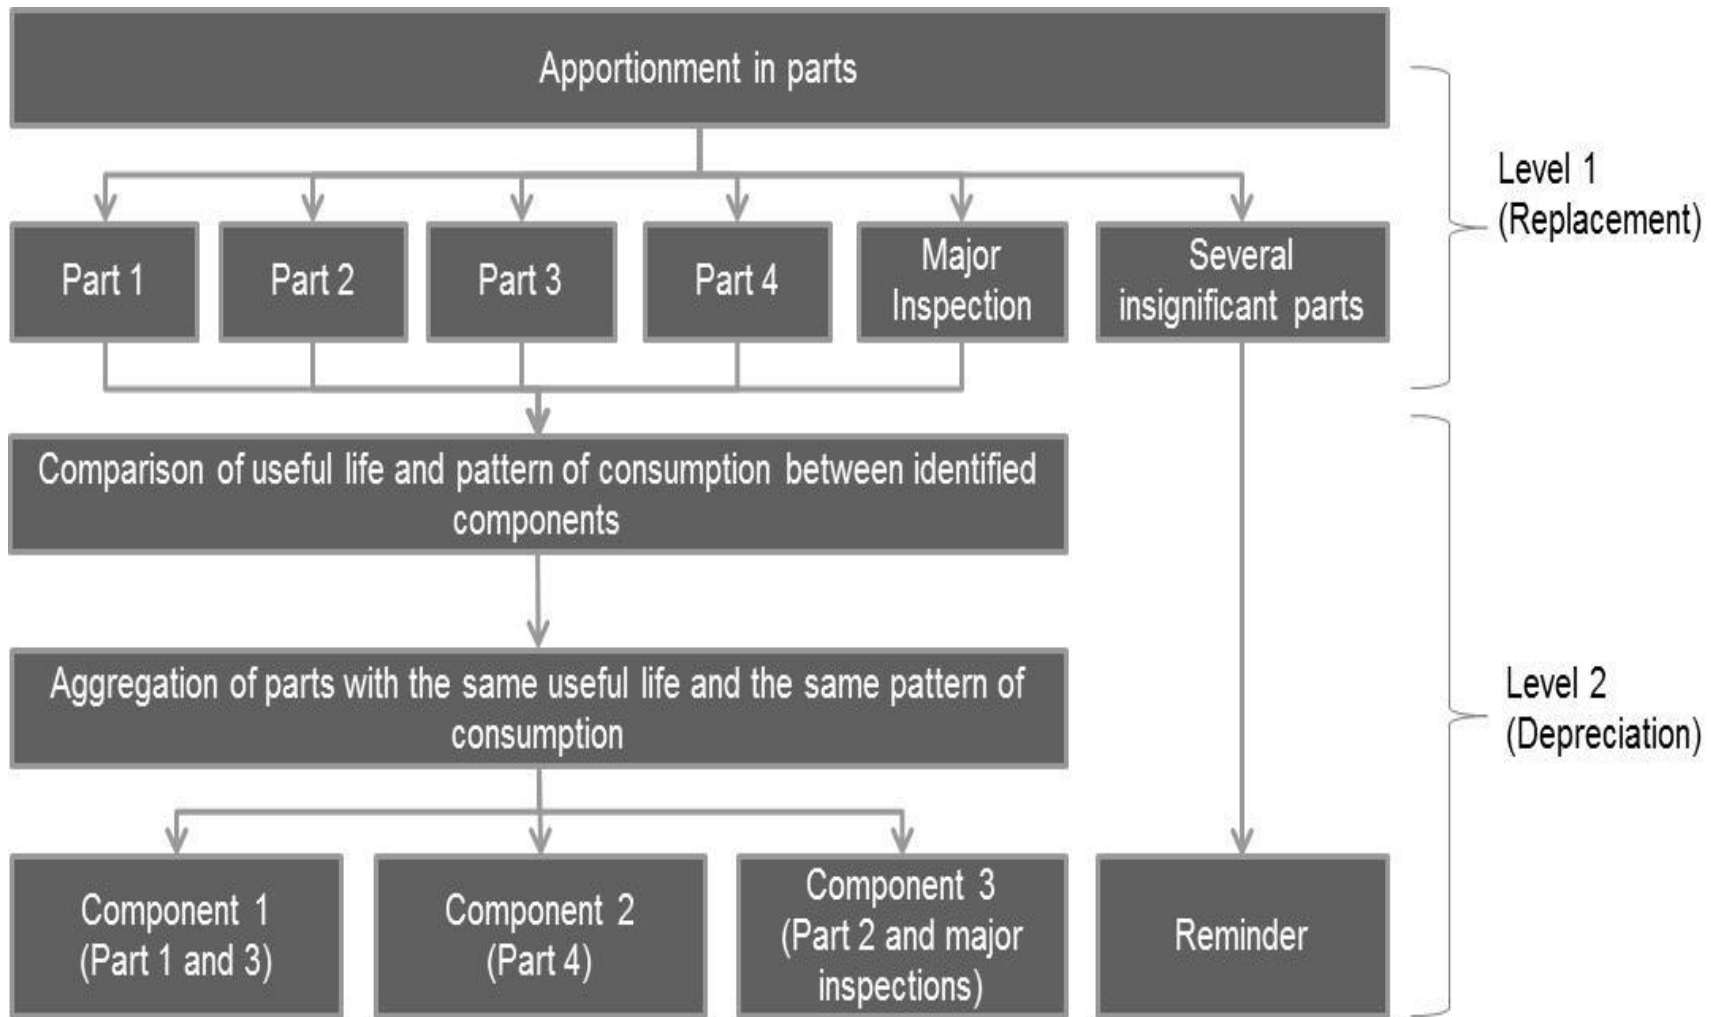 Apportionment in parts
Level 1
(Replacement)
Part 1
Part 2
Part 3
Part 4
Major
Inspection
Several
insignificant parts
Comparison of useful life and pattern of consumption between identified
components
Aggregation of parts with the same useful life and the same pattern of
consumption
Level 2
(Depreciation)
Component 1
(Part 1 and 3)
Component 2
(Part 4)
Component 3
(Part 2 and major
inspections)
Reminder